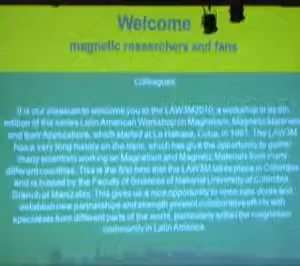 Welcome
magnetic researchers and fans
Colleagues
It is our pleasure to welcome you to the LAW3M2010, a workshop in its 9th
edition of the series Latin American Workshop on Magnetism, Magnetic Materials
and their Applications, which started at La Habana, Cuba, in 1991. The LAW3M
has a very long history on the topic, which has give the opportunity to gather
many scientists working on Magnetism and Magnetic Materials from many
different countries. This is the first time that the LAW3M takes place in Colombia
and is hosted by the Faculty of Sciences of National University of Colombia
Branch of Manizales. This gives us a nice opportunity to open new doors and
establish new partnerships and strength present collaborative efforts with
specialists from different parts of the world, particularly within the magnetism
community in Latin America.